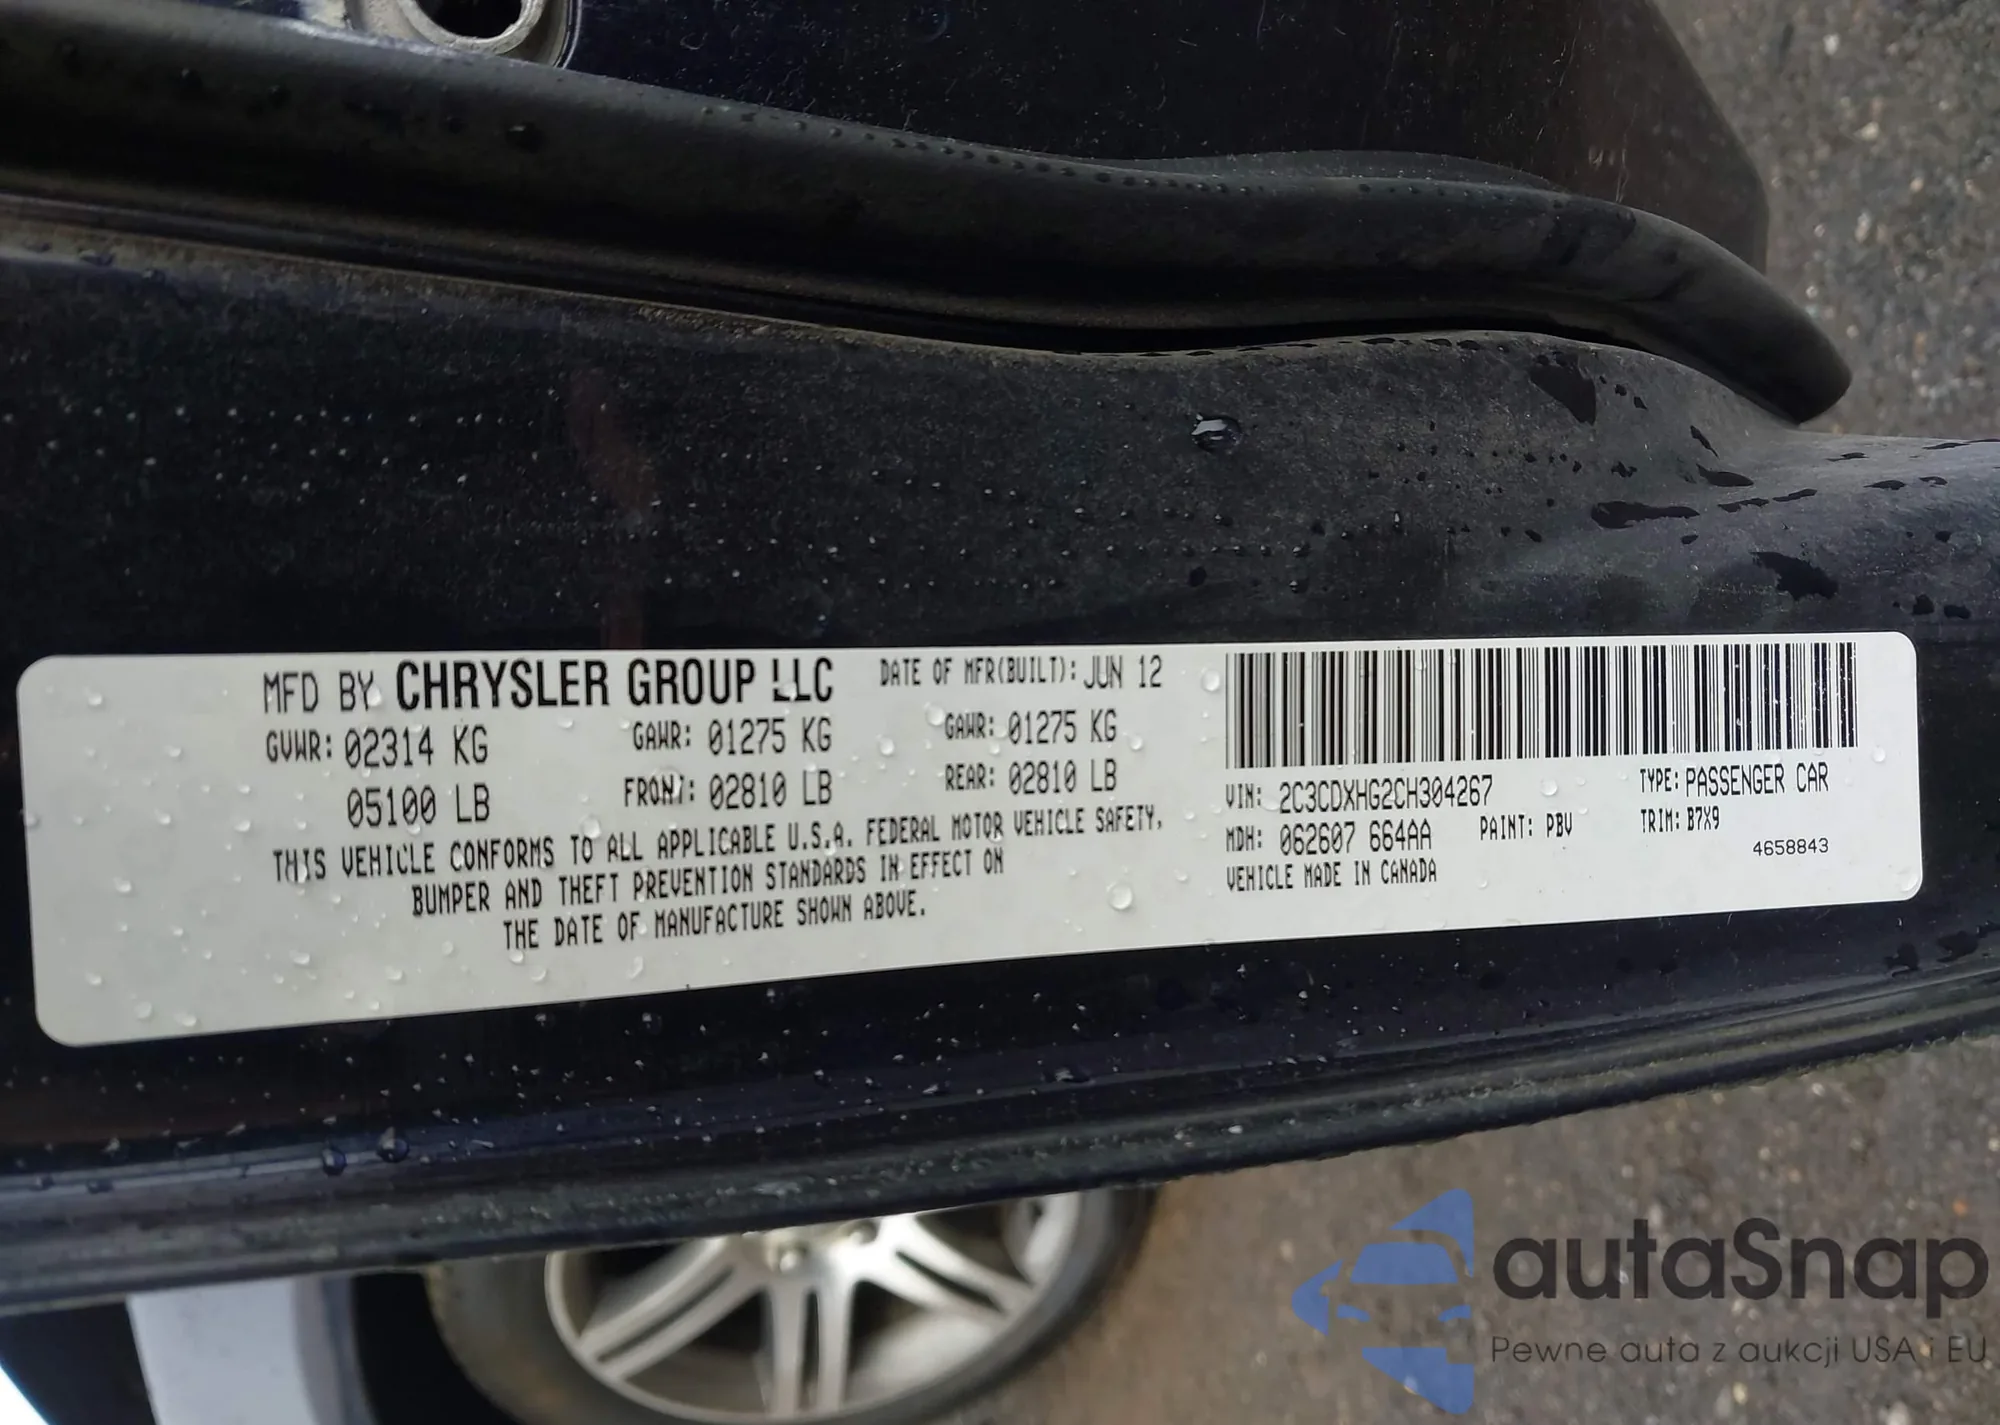 MFD BY CHRYSLER GROUP LLC DATE OF MFR(BUILT): JUN 12
GVWR: 02314 KG GAWR: 01275 KG GAWR: 01275 KG
05100 LB FRONT: 02810 LB REAR: 02810 LB
THIS VEHICLE CONFORMS TO ALL APPLICABLE U.S.A. FEDERAL MOTOR VEHICLE SAFETY,
BUMPER AND THEFT PREVENTION STANDARDS IN EFFECT ON
THE DATE OF MANUFACTURE SHOWN ABOVE.
VIN: 2C3CDXHG2CH304267 TYPE: PASSENGER CAR
MDH: 062607 664AA PAINT: PBV TRIM: B7X9
VEHICLE MADE IN CANADA 4658843
autaSnap
Pewne auta z aukcji USA i EU